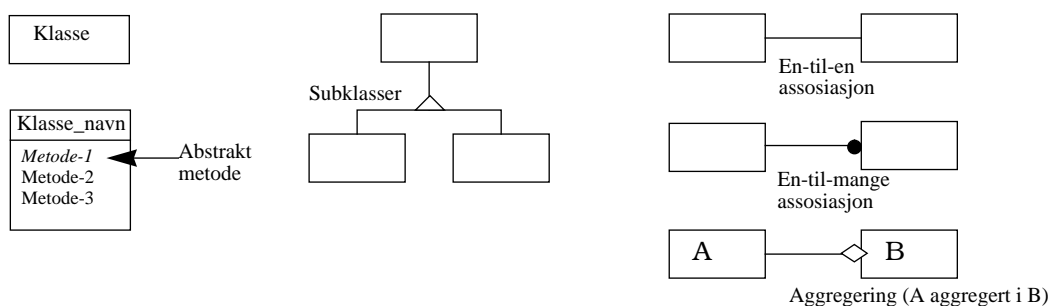 Klasse
Klasse_navn
Metode-1
Metode-2
Metode-3
Abstrakt
metode
Subklasser
En-til-en
assosiasjon
En-til-mange
assosiasjon
A
B
Aggregering (A aggregert i B)